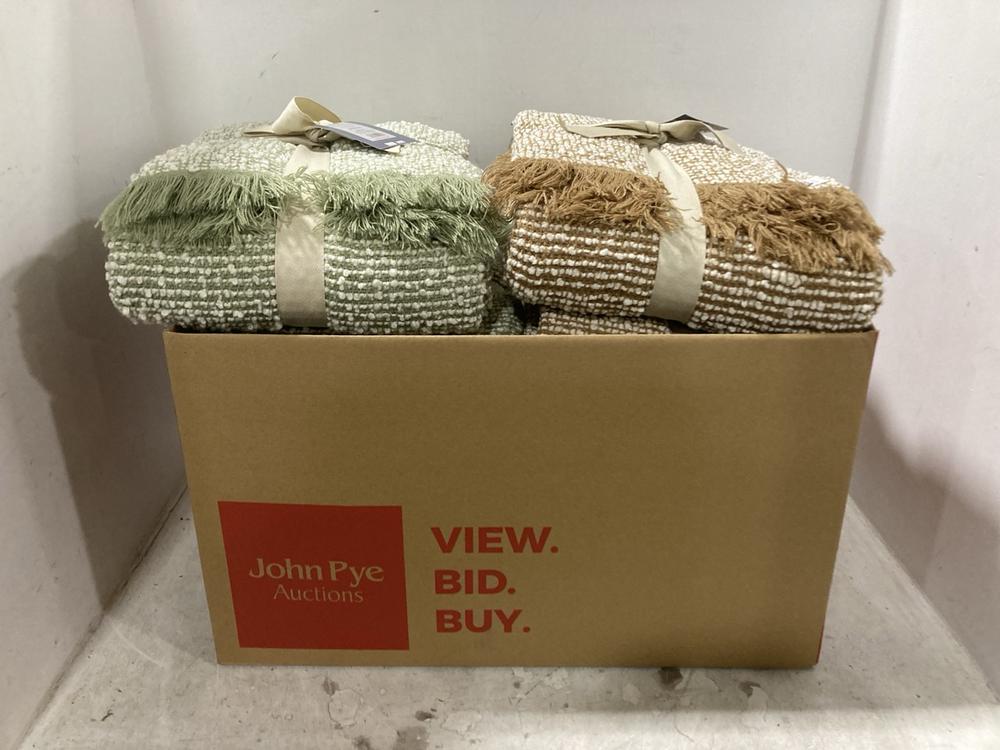 John Pye
Auctions
VIEW.
BID.
BUY.